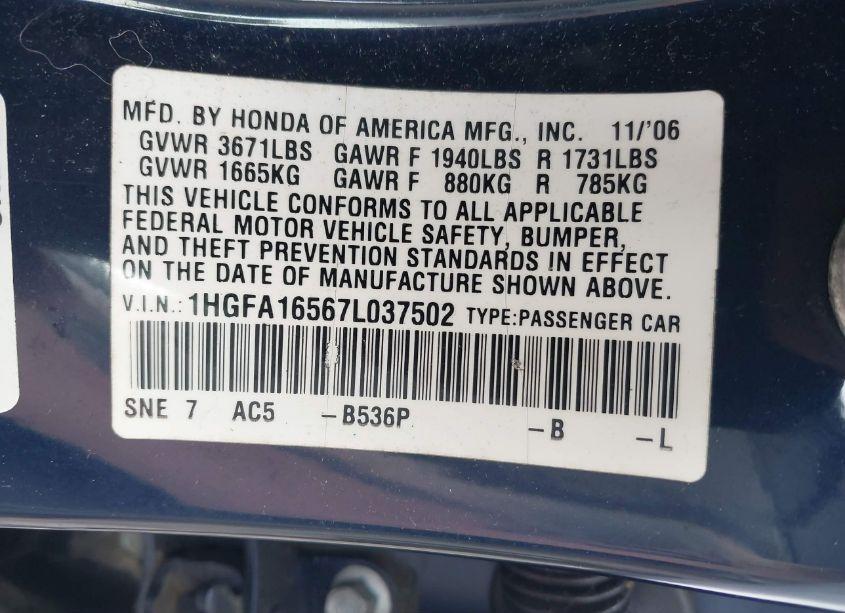 MFD. BY HONDA OF AMERICA MFG., INC. 11/'06
GVWR 3671LBS GAWR F 1940LBS R 1731LBS
GVWR 1665KG GAWR F 880KG R 785KG
THIS VEHICLE CONFORMS TO ALL APPLICABLE
FEDERAL MOTOR VEHICLE SAFETY, BUMPER,
AND THEFT PREVENTION STANDARDS IN EFFECT
ON THE DATE OF MANUFACTURE SHOWN ABOVE.
V.I.N.: 1HGFA16567L037502 TYPE:PASSENGER CAR
SNE 7 AC5 -B536P -B -L